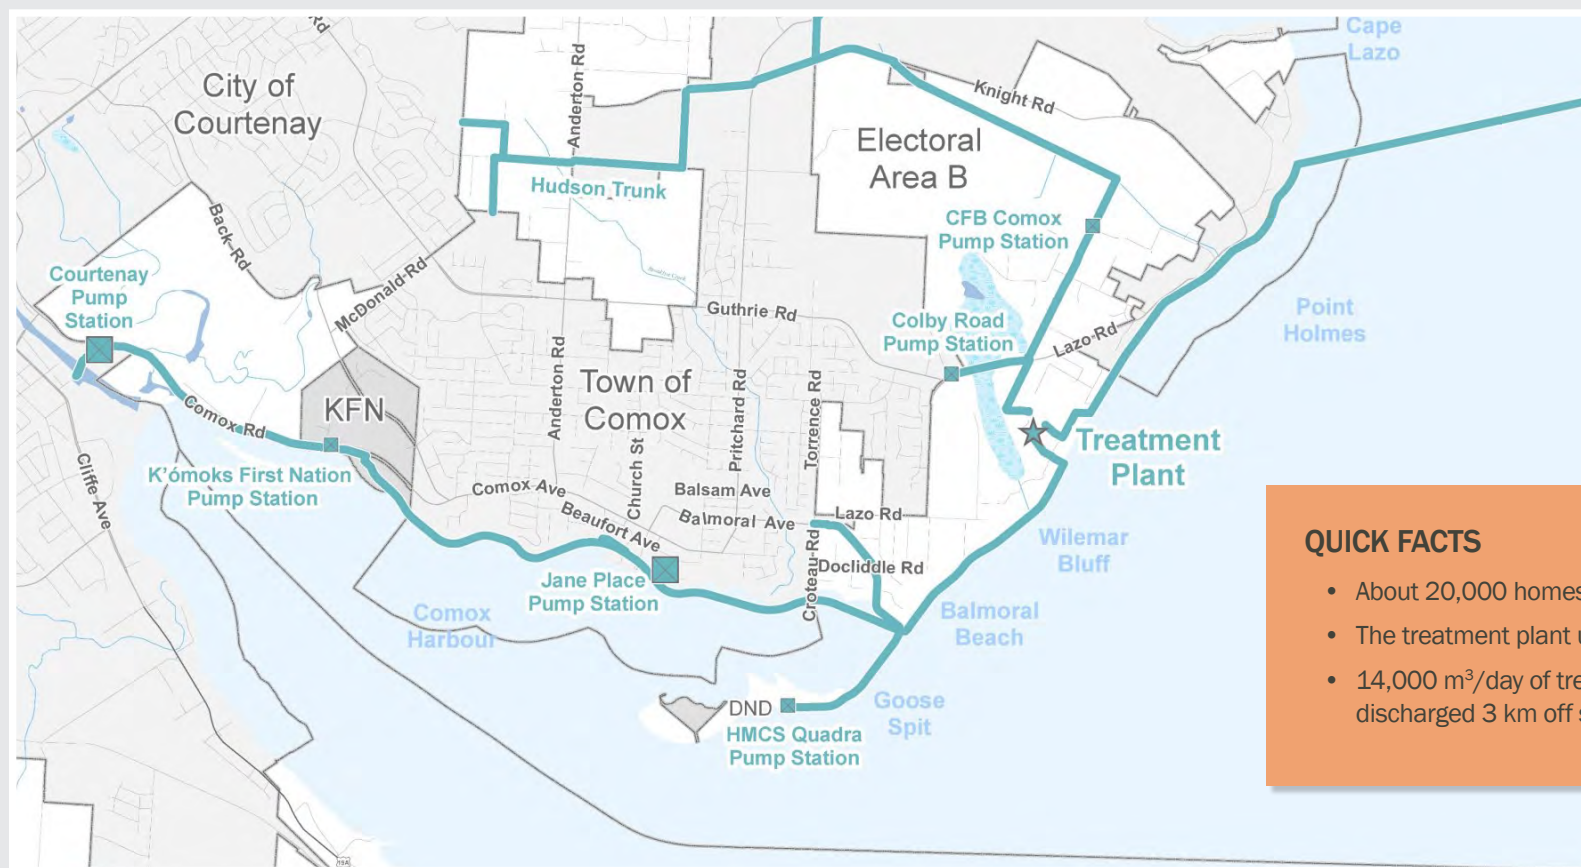 Rd
Cape
Lazo
City of
Courtenay
Anderton Rd
Knight Rd
Electoral
Area B
Hudson Trunk
CFB Comox
Pump Station
Back Rd
Courtenay
Pump
Station
McDonald Rd
Guthrie Rd
Colby Road
Pump Station
Lazo Rd
Point
Holmes
Anderton Rd
Town of
Comox
Pritchard Rd
Torrence Rd
KFN
Comox Rd
Church St
Treatment
Plant
K'ómoks First Nation
Pump Station
Cliffe Ave
Comox Ave
Balsam Ave
Beaufort Ave
Balmoral Ave
Lazo Rd
Croteau Rd
Docliddle Rd
Wilemar
Bluff
Jane Place
Pump Station
Comox
Harbour
Balmoral
Beach
DND
Goose
Spit
HMCS Quadra
Pump Station
19A
QUICK FACTS
• About 20,000 homes
• The treatment plant u
• 14,000 m³/day of tre
discharged 3 km off s